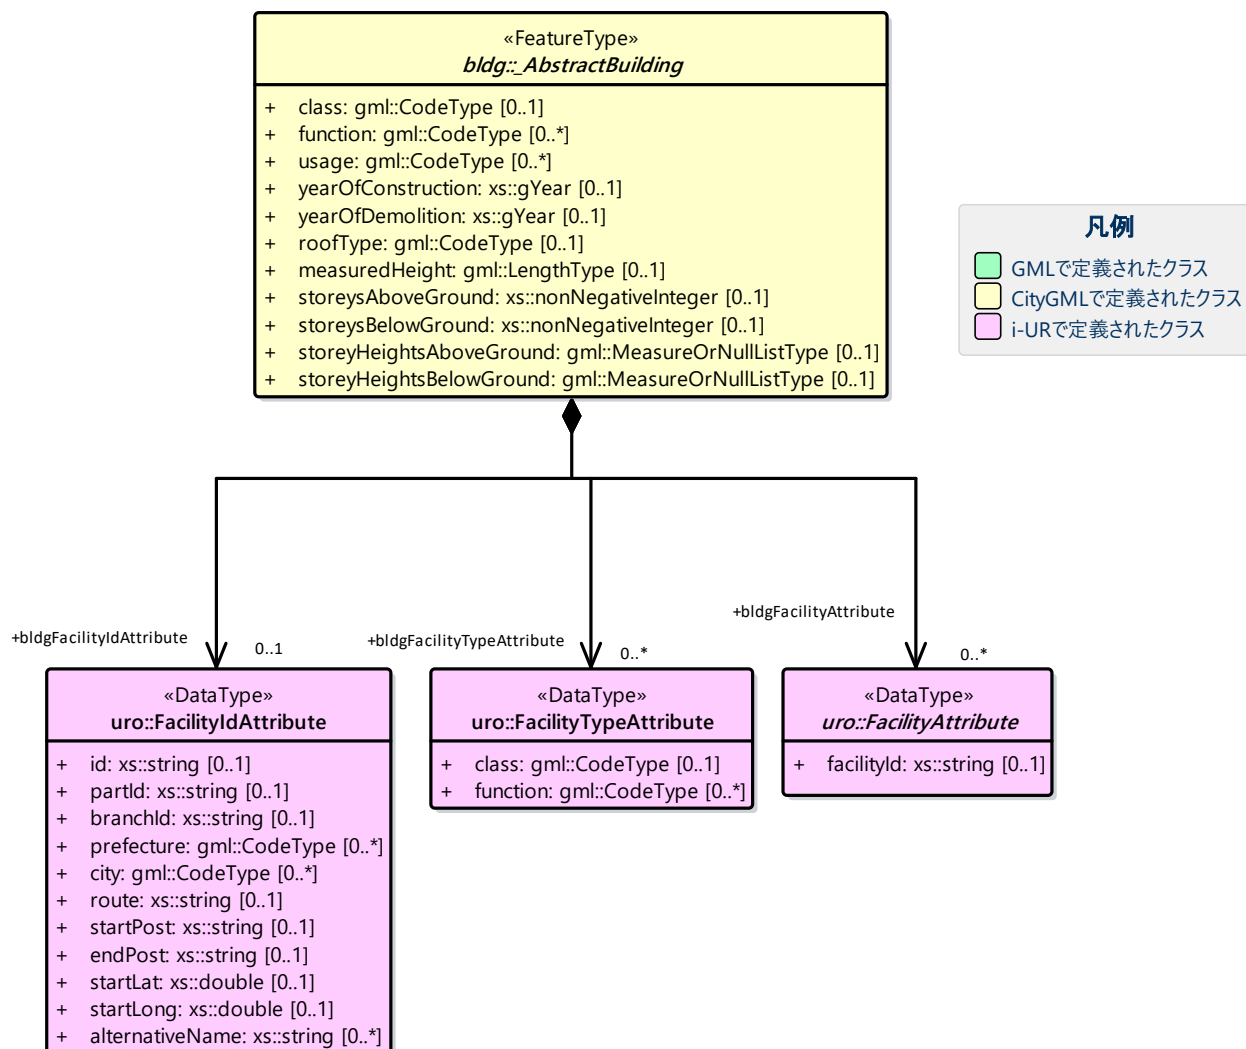 «FeatureType»
bldg::_AbstractBuilding
+ class: gml::CodeType [0..1]
+ function: gml::CodeType [0..*]
+ usage: gml::CodeType [0..*]
+ yearOfConstruction: xs::gYear [0..1]
+ yearOfDemolition: xs::gYear [0..1]
+ roofType: gml::CodeType [0..1]
+ measuredHeight: gml::LengthType [0..1]
+ storeysAboveGround: xs::nonNegativeInteger [0..1]
+ storeysBelowGround: xs::nonNegativeInteger [0..1]
+ storeyHeightsAboveGround: gml::MeasureOrNullListType [0..1]
+ storeyHeightsBelowGround: gml::MeasureOrNullListType [0..1]
凡例
GMLで定義されたクラス
CityGMLで定義されたクラス
i-URで定義されたクラス
+bldgFacilityIdAttribute
0..1
+bldgFacilityTypeAttribute
0..*
+bldgFacilityAttribute
0..*
«DataType»
uro::FacilityIdAttribute
+ id: xs::string [0..1]
+ partId: xs::string [0..1]
+ branchId: xs::string [0..1]
+ prefecture: gml::CodeType [0..*]
+ city: gml::CodeType [0..*]
+ route: xs::string [0..1]
+ startPost: xs::string [0..1]
+ endPost: xs::string [0..1]
+ startLat: xs::double [0..1]
+ startLong: xs::double [0..1]
+ alternativeName: xs::string [0..*]
«DataType»
uro::FacilityTypeAttribute
+ class: gml::CodeType [0..1]
+ function: gml::CodeType [0..*]
«DataType»
uro::FacilityAttribute
+ facilityId: xs::string [0..1]